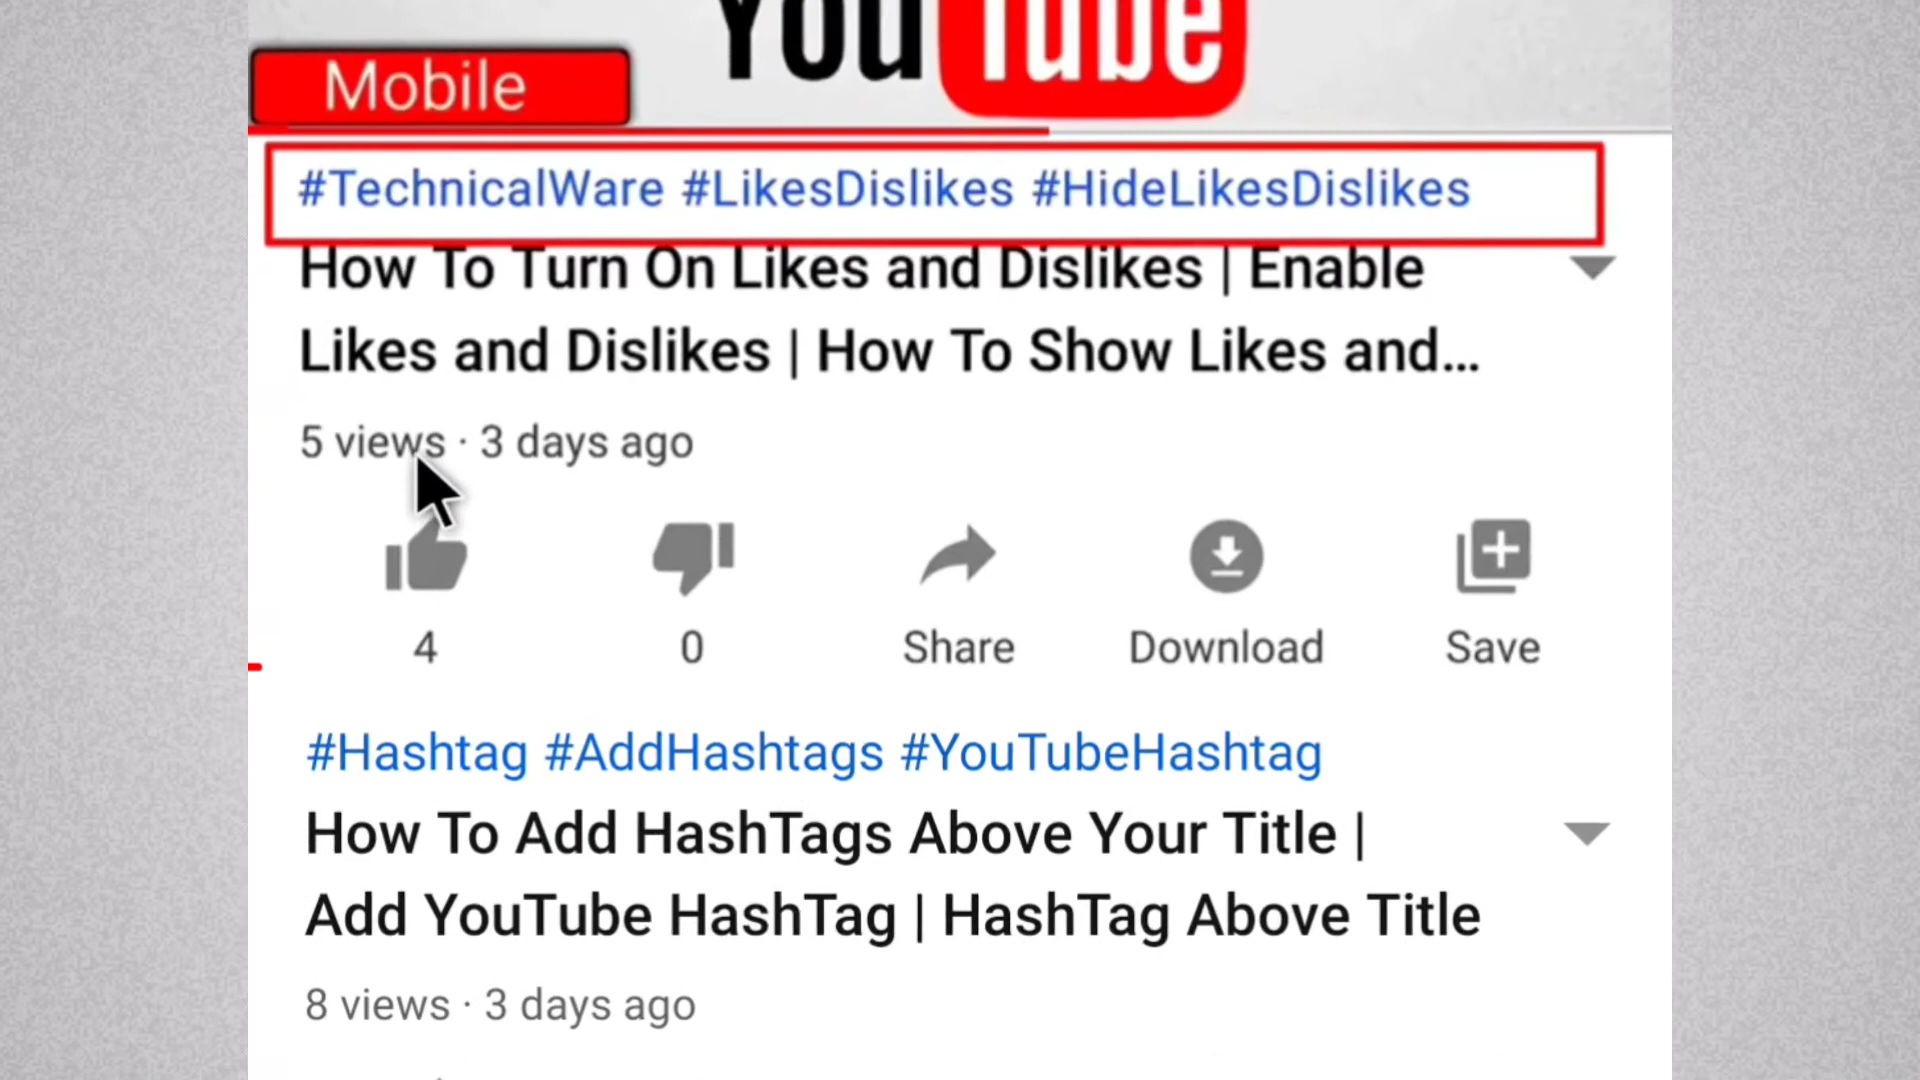 YouTube
Mobile
#TechnicalWare #LikesDislikes #HideLikesDislikes
How To Turn On Likes and Dislikes | Enable
Likes and Dislikes | How To Show Likes and...
5 views · 3 days ago
4 0 Share Download Save
#Hashtag #AddHashtags #YouTubeHashtag
How To Add HashTags Above Your Title |
Add YouTube HashTag | HashTag Above Title
8 views · 3 days ago